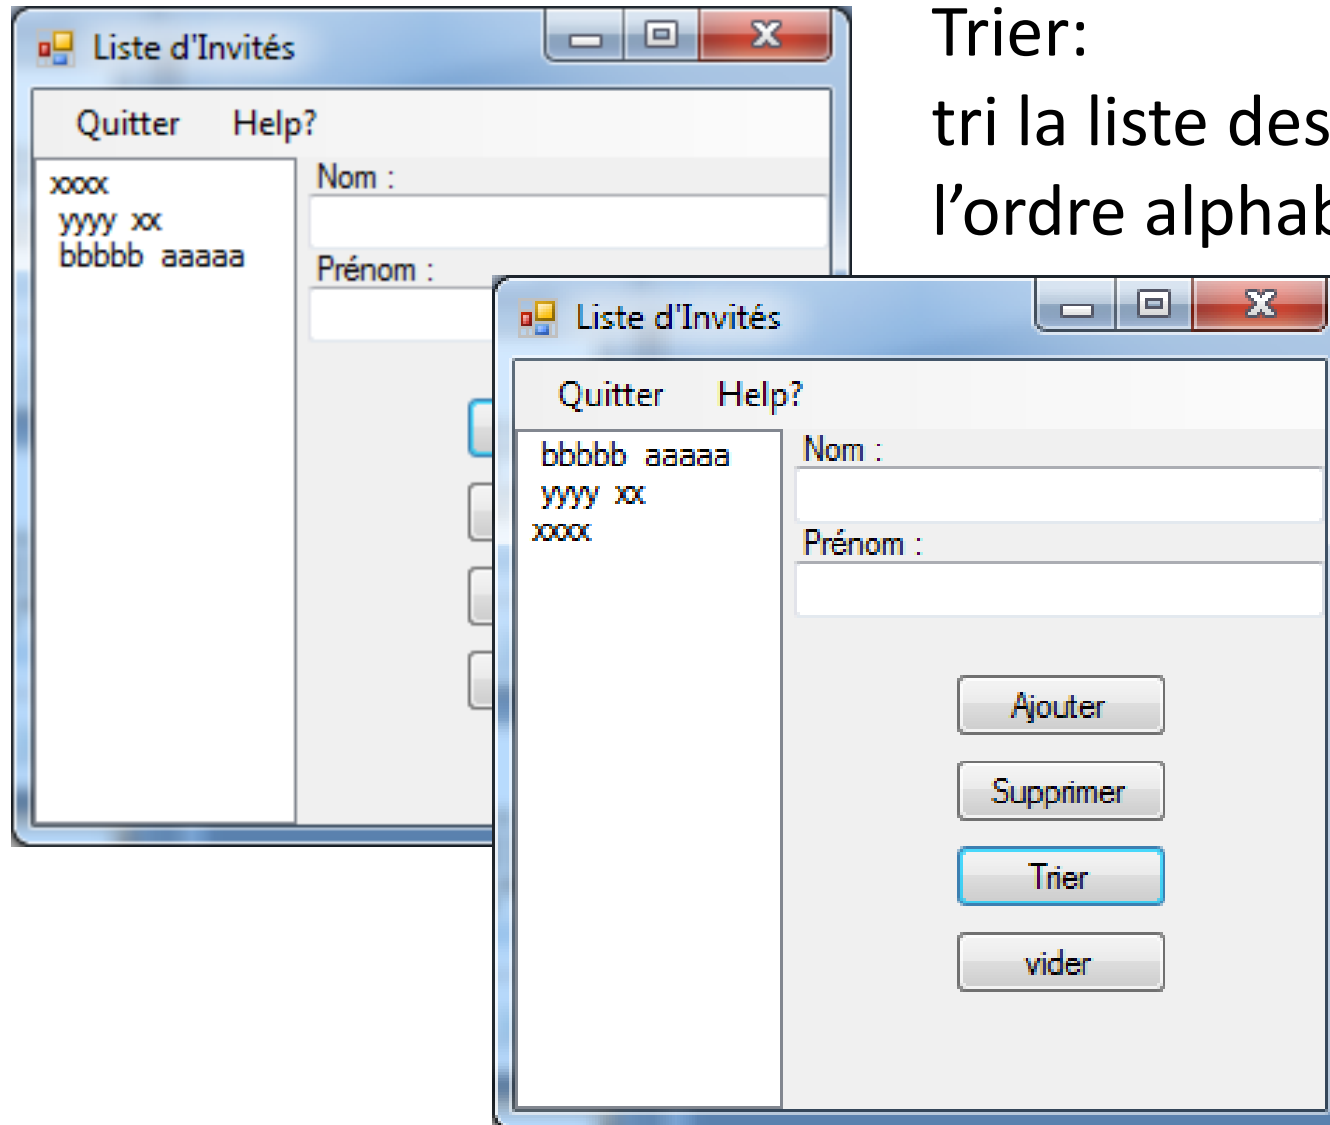 Liste d'Invités
Quitter Help?
xxxx
yyyy xx
bbbbb aaaaa
Nom :
Prénom :
Trier:
tri la liste des
l'ordre alphab
Liste d'Invités
Quitter Help?
bbbbb aaaaa
yyyy xx
xxxx
Nom :
Prénom :
Ajouter
Supprimer
Trier
vider